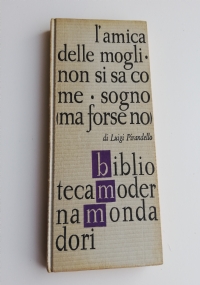 l'amica
delle mogli·
non si sa co
me · sogno
(ma forse no)
di Luigi Pirandello
biblio
tecamoder
namonda
dori